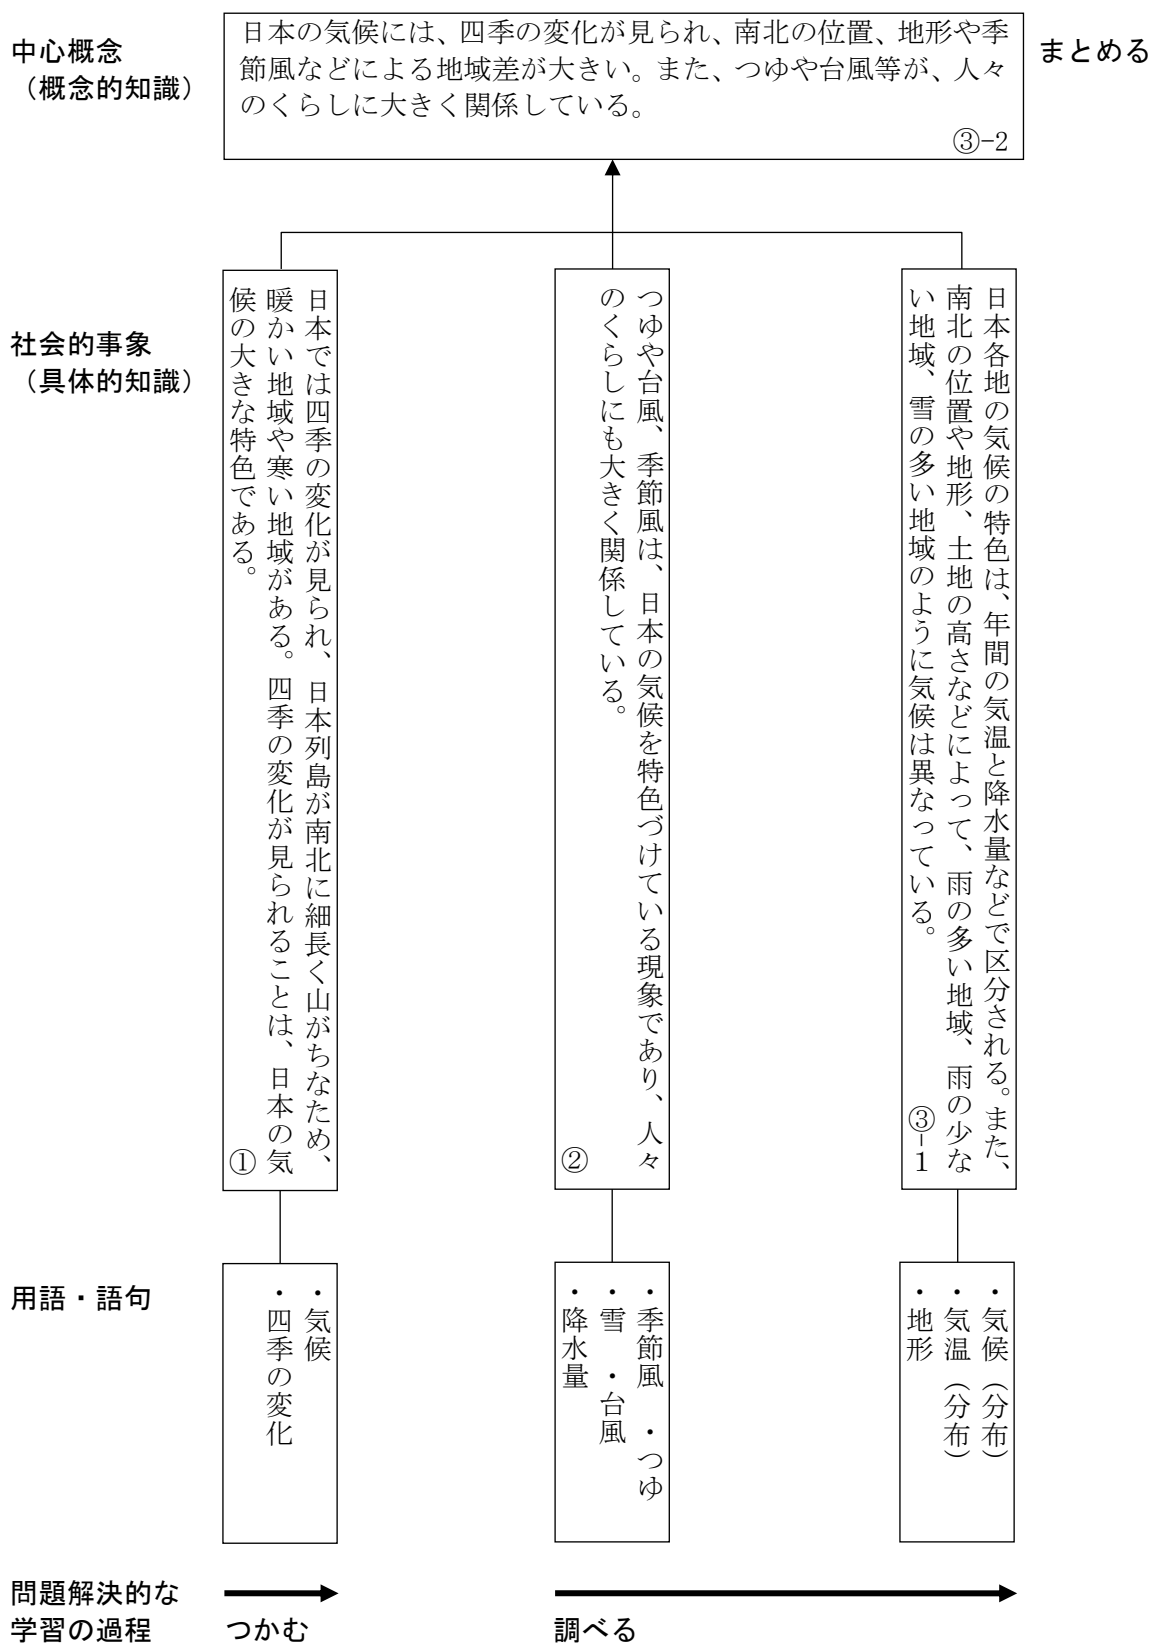 中心概念
（概念的知識）
日本の気候には、四季の変化が見られ、南北の位置、地形や季
節風などによる地域差が大きい。また、つゆや台風等が、人々
のくらしに大きく関係している。
③-2
まとめる
社会的事象
（具体的知識）
日本では四季の変化が見られ、日本列島が南北に細長く山がちなため、
暖かい地域や寒い地域がある。四季の変化が見られることは、日本の気
候の大きな特色である。
①
つゆや台風、季節風は、日本の気候を特色づけている現象であり、人々
のくらしにも大きく関係している。
②
日本各地の気候の特色は、年間の気温と降水量などで区分される。また、
南北の位置や地形、土地の高さなどによって、雨の多い地域、雨の少な
い地域、雪の多い地域のように気候は異なっている。
③-1
用語・語句
・気候
・四季の変化
・季節風 ・つゆ
・雪 ・台風
・降水量
・気候（分布）
・気温（分布）
・地形
問題解決的な
学習の過程
つかむ
調べる